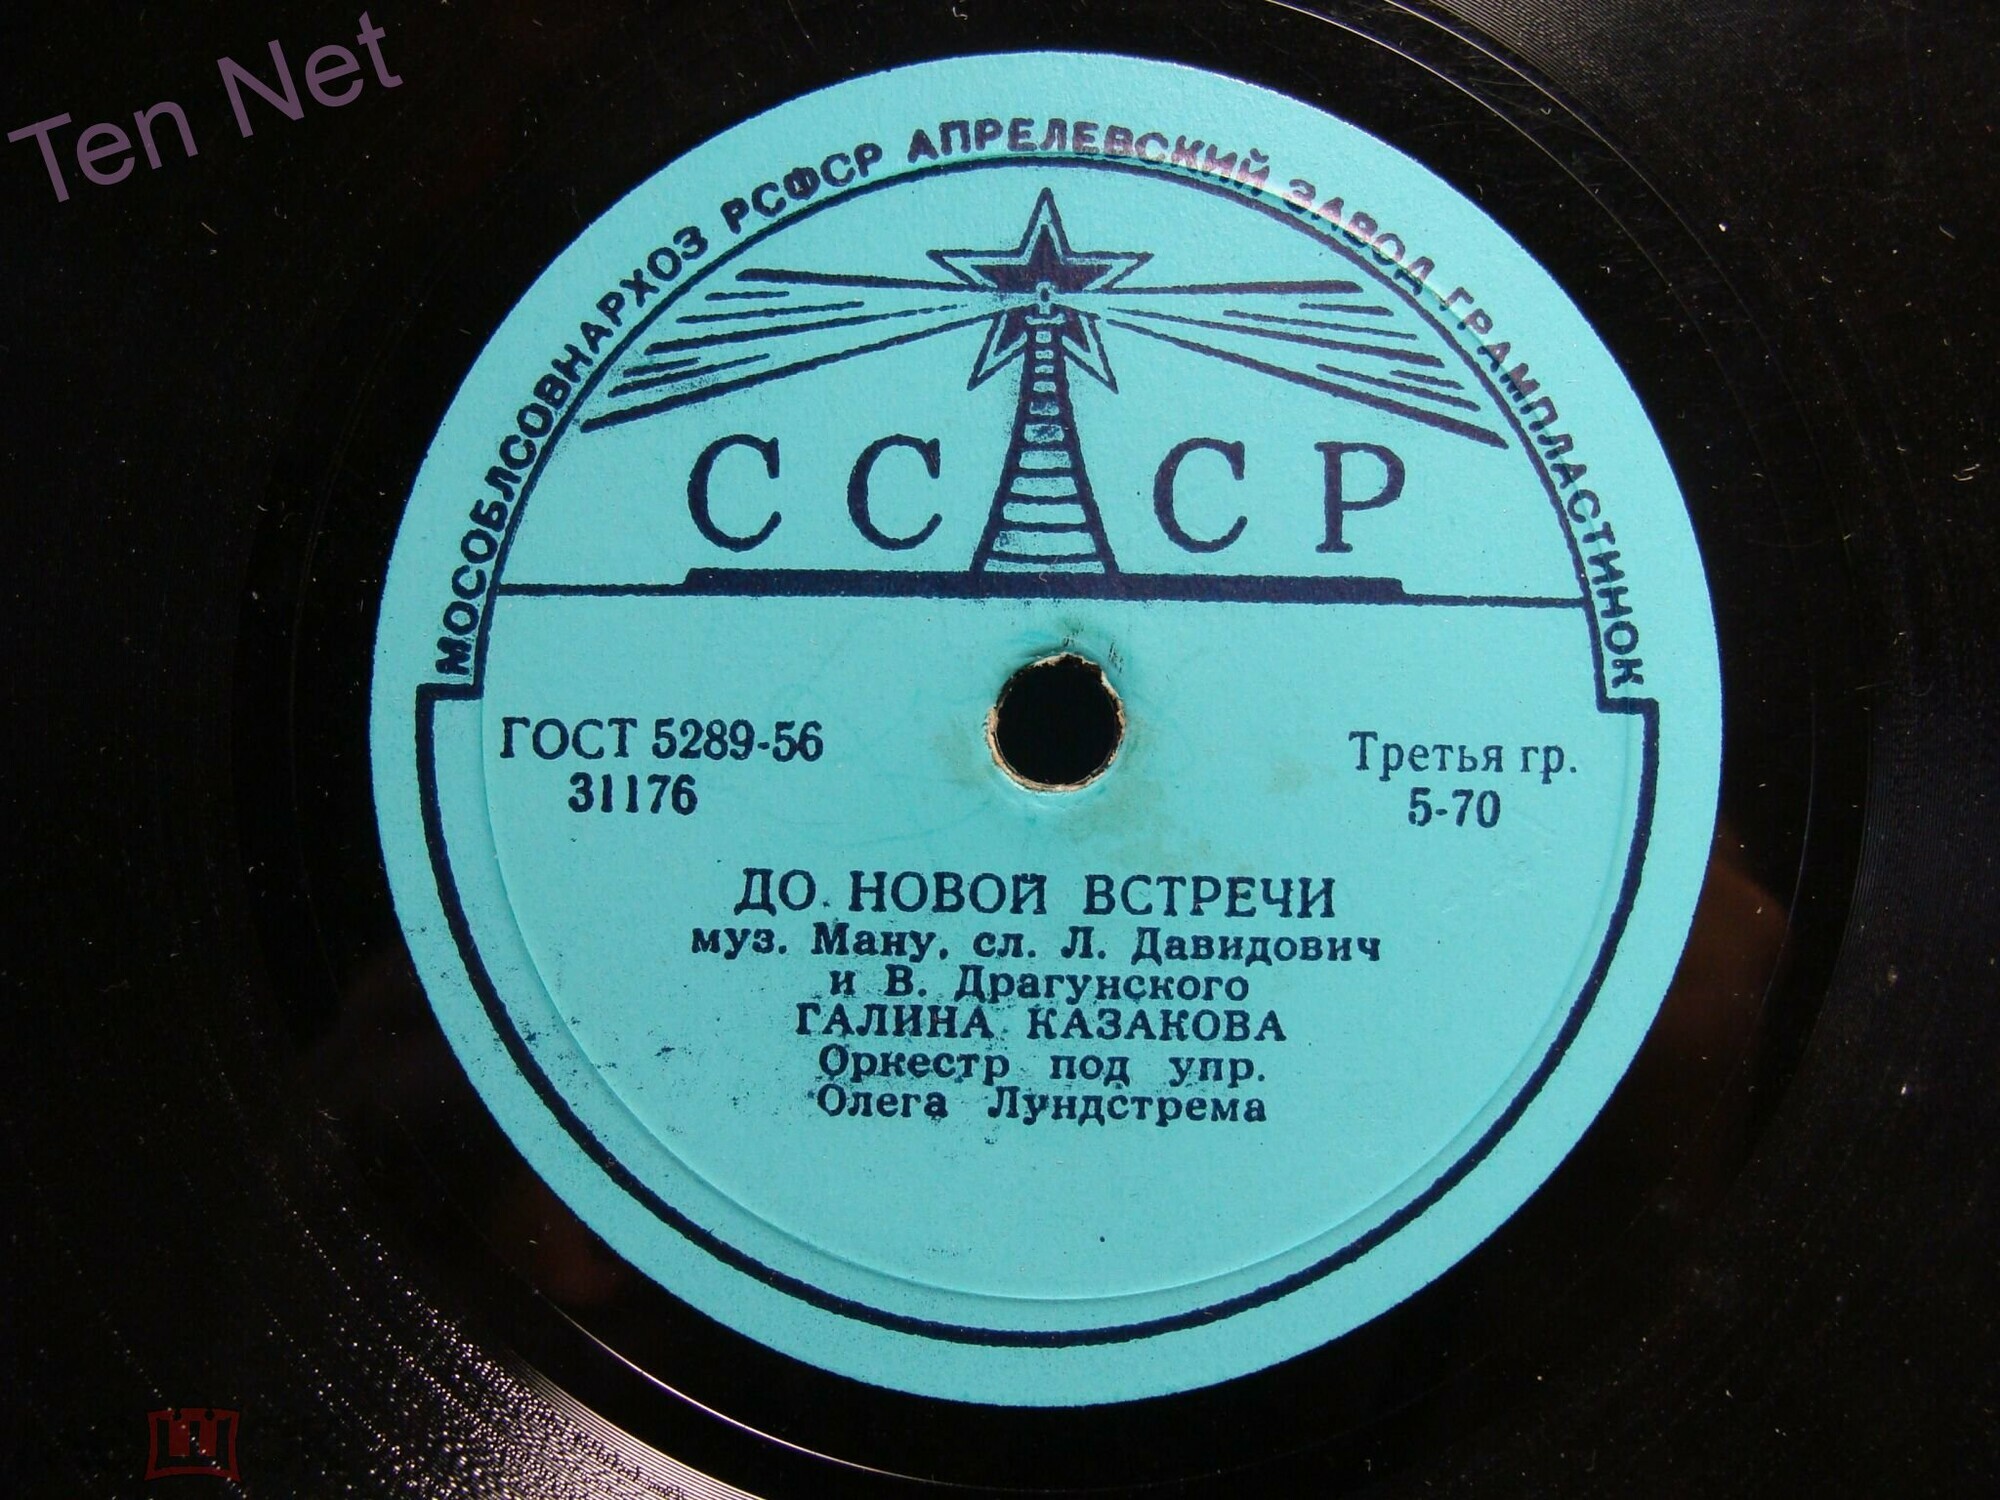 Ten Net
МОСОБЛСОВНАРХОЗ РСФСР АПРЕЛЕВСКИЙ ЗАВОД ГРАМПЛАСТИНОК
СССР
ГОСТ 5289-56
31176
Третья гр.
5-70
ДО НОВОЙ ВСТРЕЧИ
муз. Ману, сл. Л. Давидович
и В. Драгунского
ГАЛИНА КАЗАКОВА
Оркестр под упр.
Олега Лундстрема